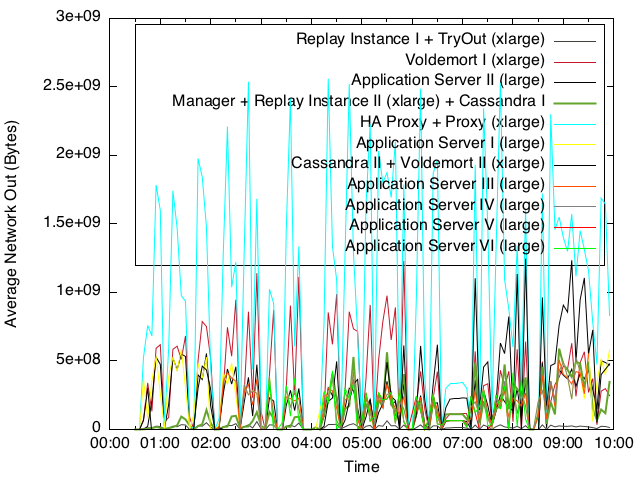 3e+09
2.5e+09
2e+09
1.5e+09
1e+09
5e+08
0
Average Network Out (Bytes)
Replay Instance I + TryOut (xlarge)
Voldemort I (xlarge)
Application Server II (large)
Manager + Replay Instance II (xlarge) + Cassandra I
HA Proxy + Proxy (xlarge)
Application Server I (large)
Cassandra II + Voldemort II (xlarge)
Application Server III (large)
Application Server IV (large)
Application Server V (large)
Application Server VI (large)
00:00 01:00 02:00 03:00 04:00 05:00 06:00 07:00 08:00 09:00 10:00
Time